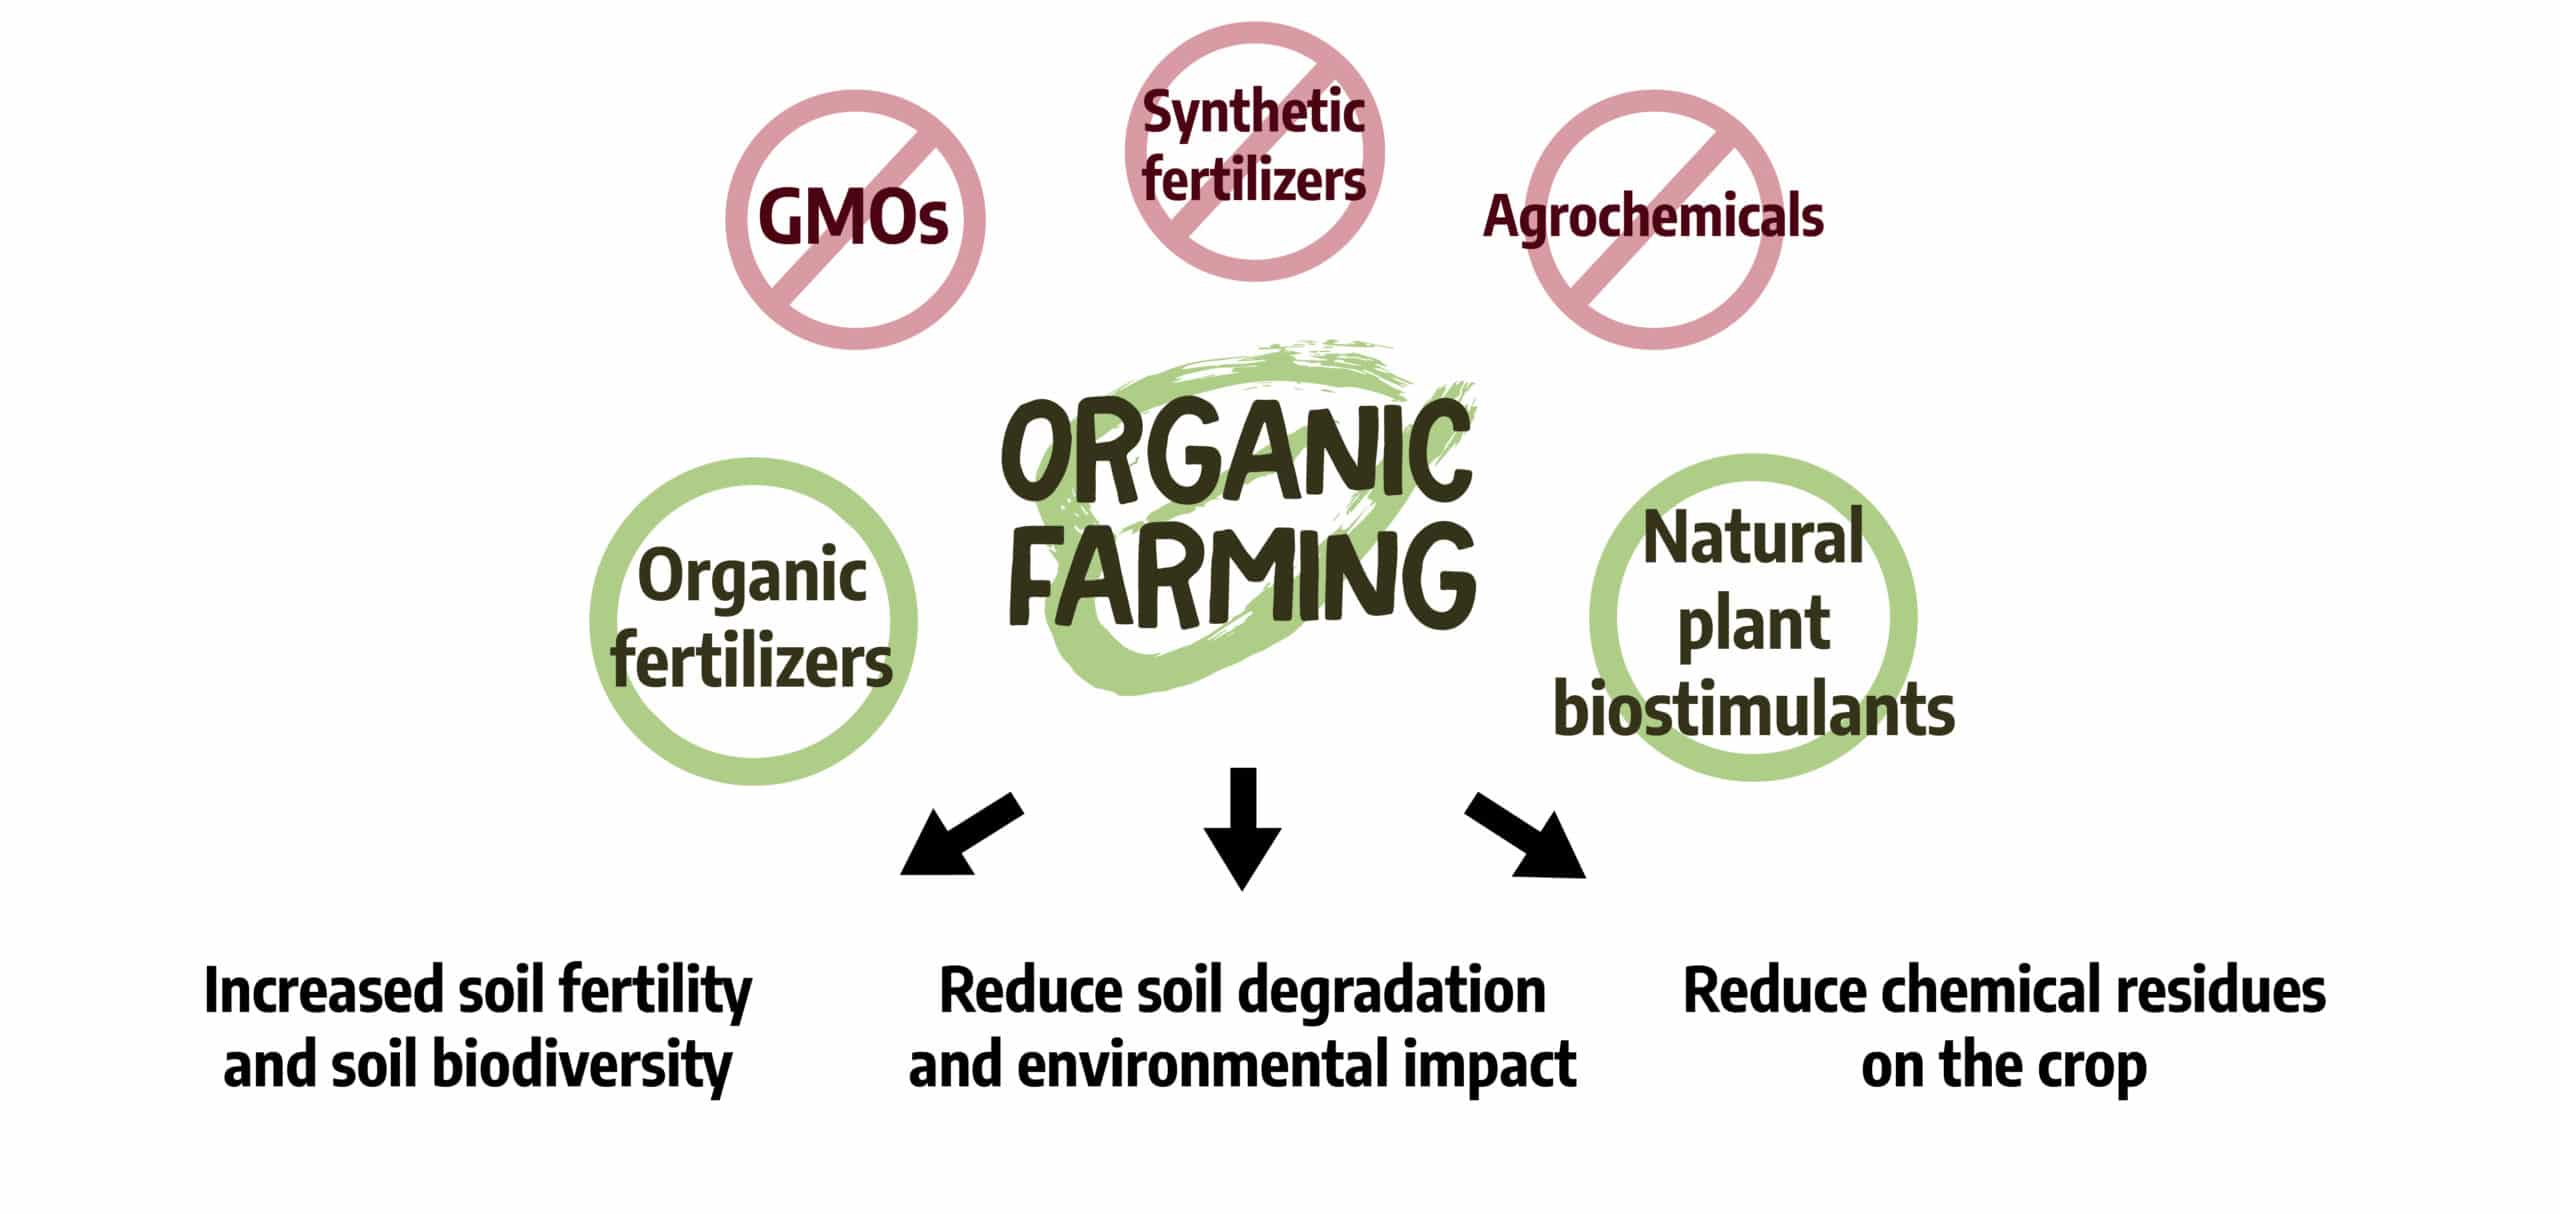 Synthetic
fertilizers
GMOs
Agrochemicals
ORGANIC
FARMING
Organic
fertilizers
Natural
plant
biostimulants
Increased soil fertility
and soil biodiversity
Reduce soil degradation
and environmental impact
Reduce chemical residues
on the crop